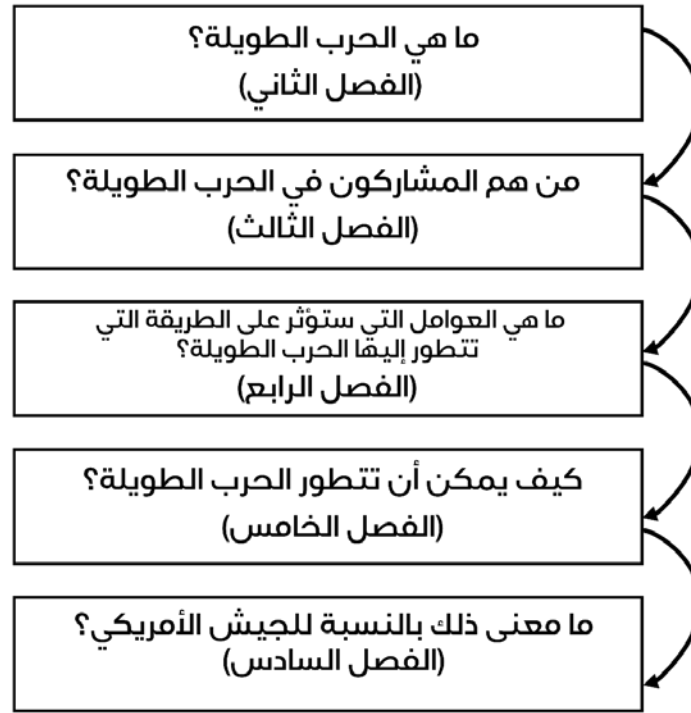 ما هي الحرب الطويلة؟
(الفصل الثاني)
من هم المشاركون في الحرب الطويلة؟
(الفصل الثالث)
ما هي العوامل التي ستؤثر على الطريقة التي
تتطور إليها الحرب الطويلة؟
(الفصل الرابع)
كيف يمكن أن تتطور الحرب الطويلة؟
(الفصل الخامس)
ما معنى ذلك بالنسبة للجيش الأمريكي؟
(الفصل السادس)